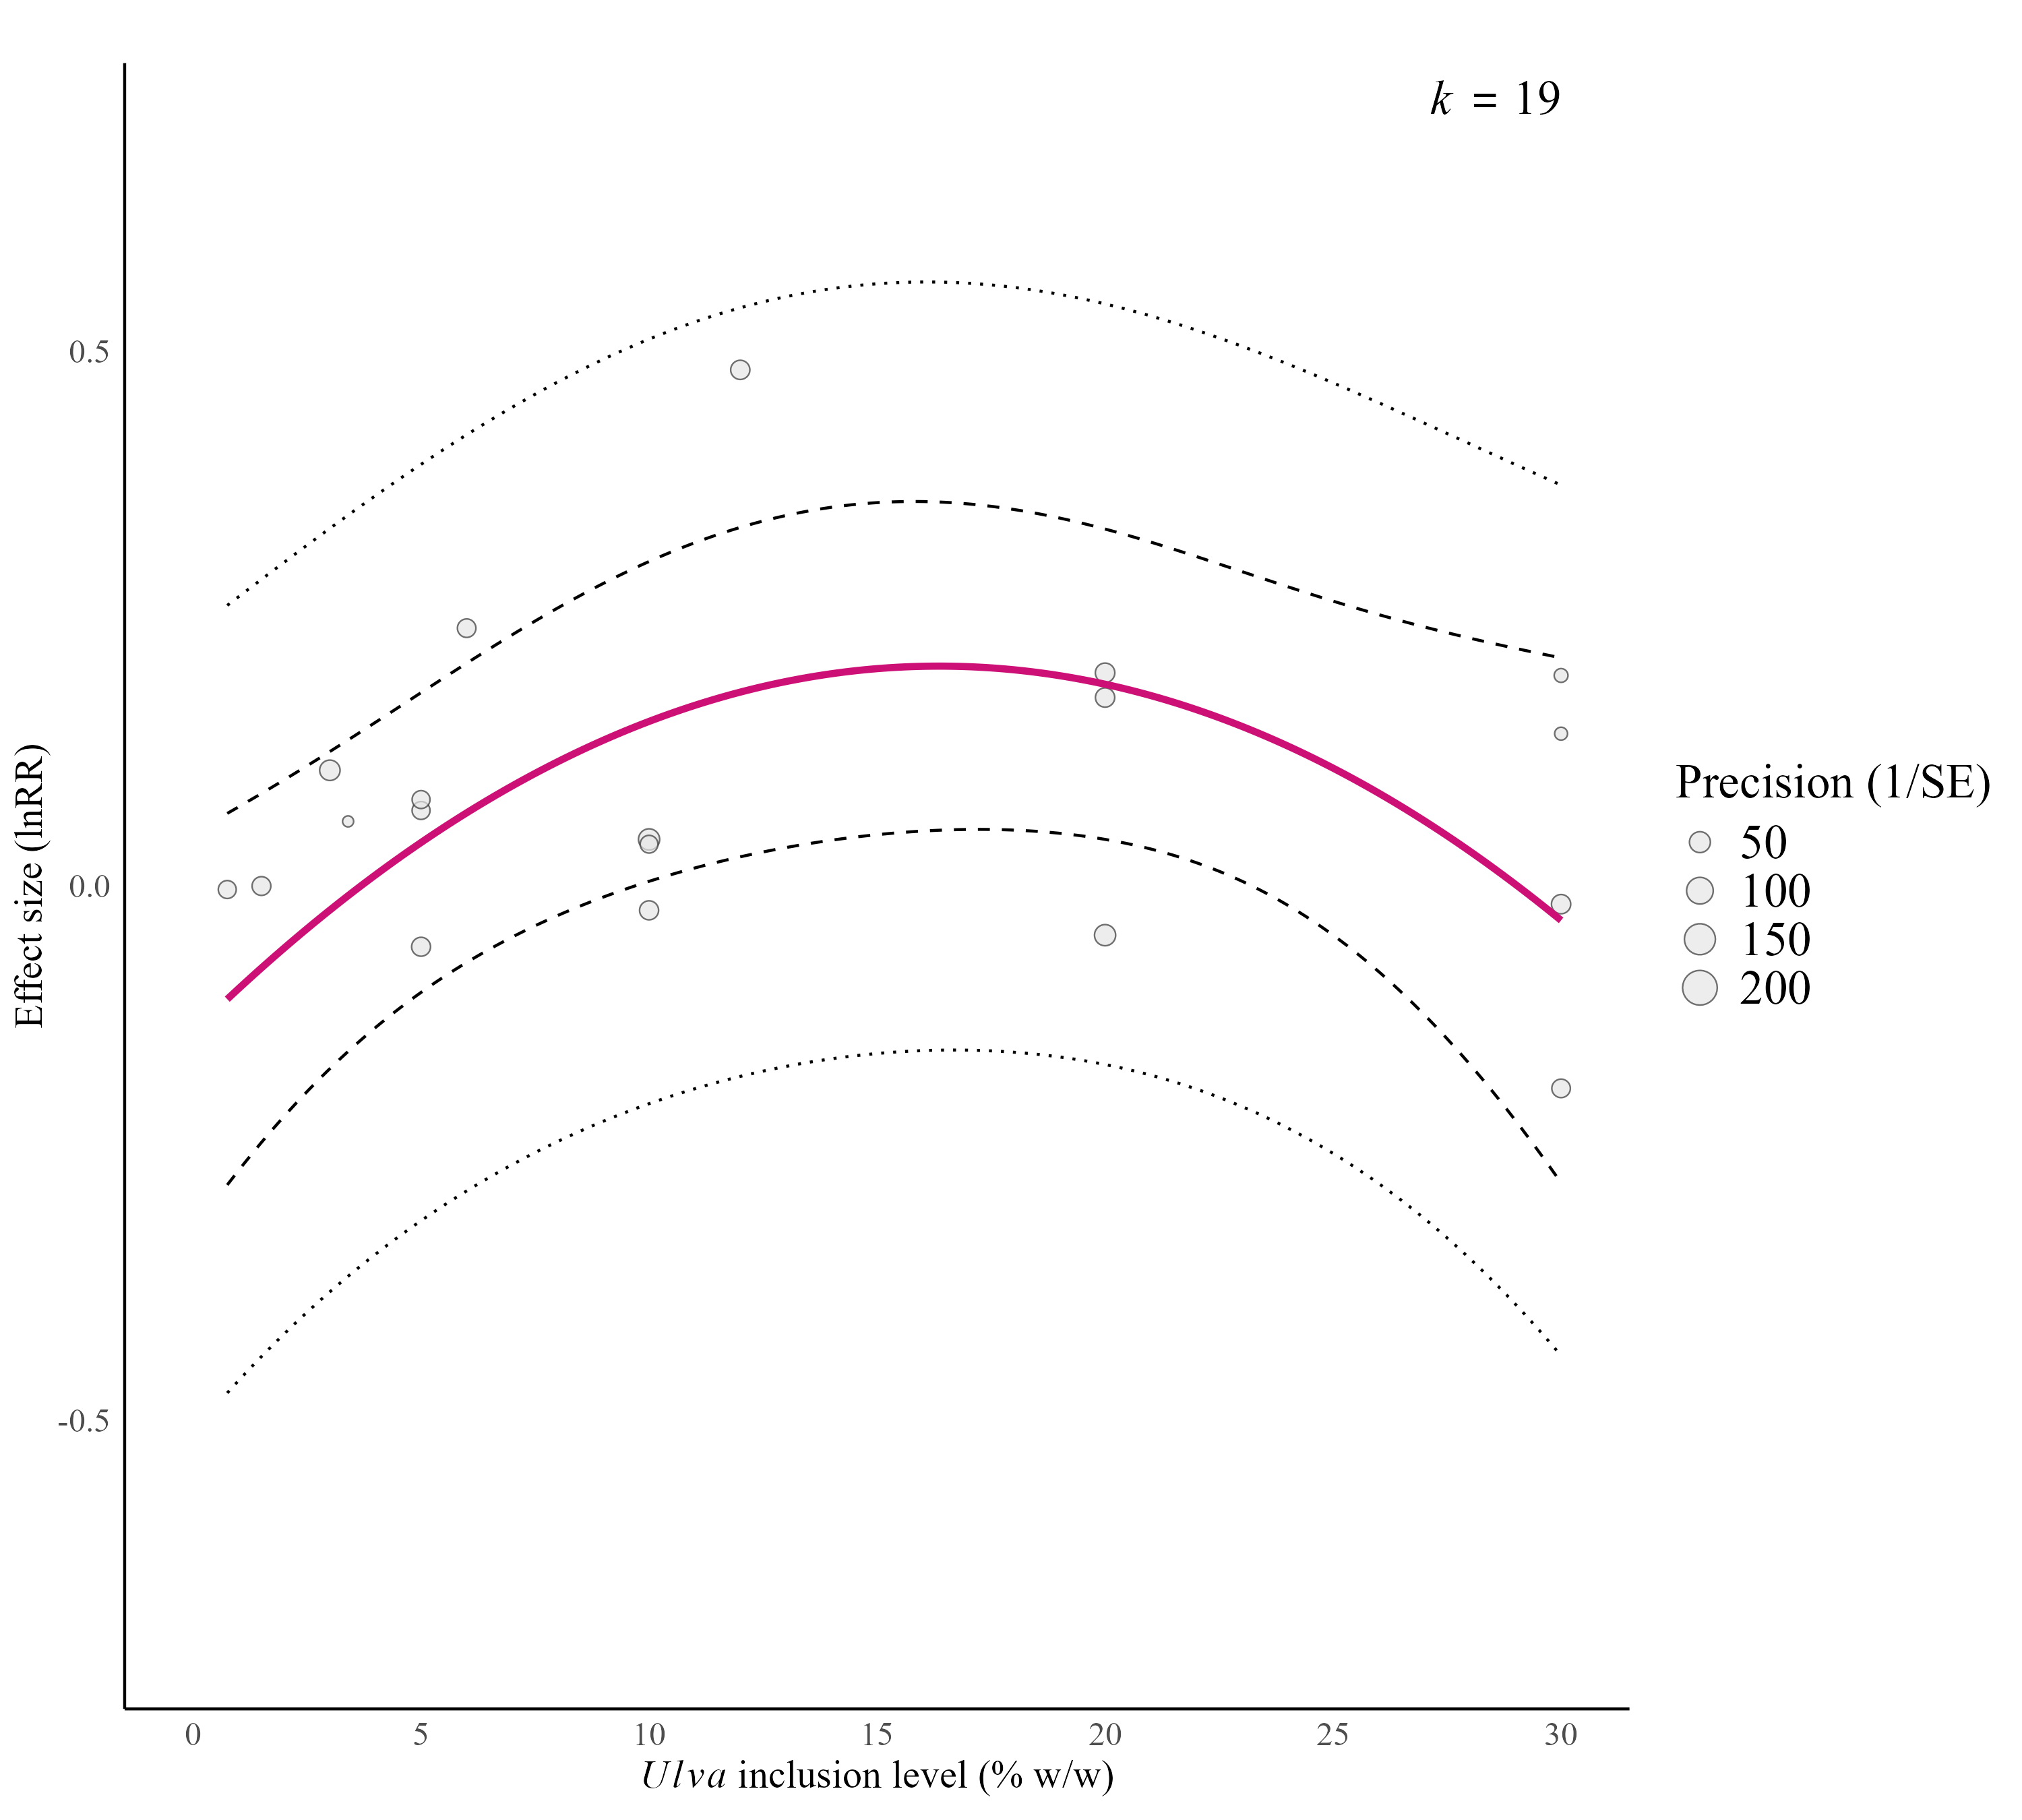 k = 19
0.5
0.0
-0.5
Effect size (lnRR)
0 5 10 15 20 25 30
Ulva inclusion level (% w/w)
Precision (1/SE)
50
100
150
200